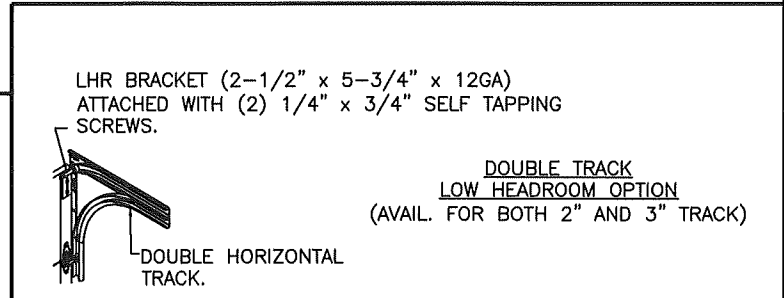 LHR BRACKET (2-1/2" x 5-3/4" x 12GA)
ATTACHED WITH (2) 1/4" x 3/4" SELF TAPPING
SCREWS.
DOUBLE TRACK
LOW HEADROOM OPTION
(AVAIL. FOR BOTH 2" AND 3" TRACK)
DOUBLE HORIZONTAL
TRACK.